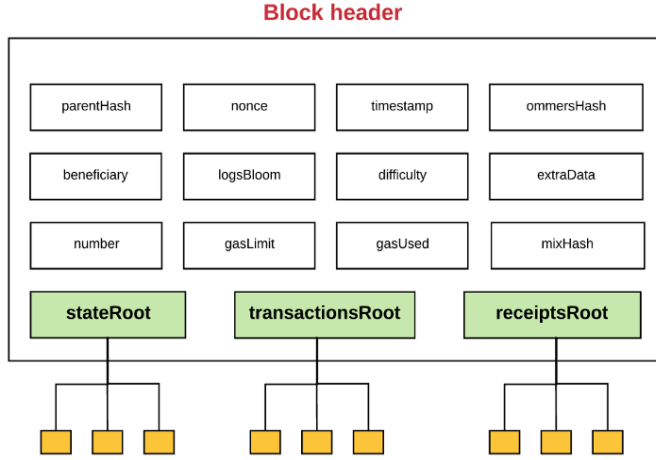 Block header
parentHash
nonce
timestamp
ommersHash
beneficiary
logsBloom
difficulty
extraData
number
gasLimit
gasUsed
mixHash
stateRoot
transactionsRoot
receiptsRoot